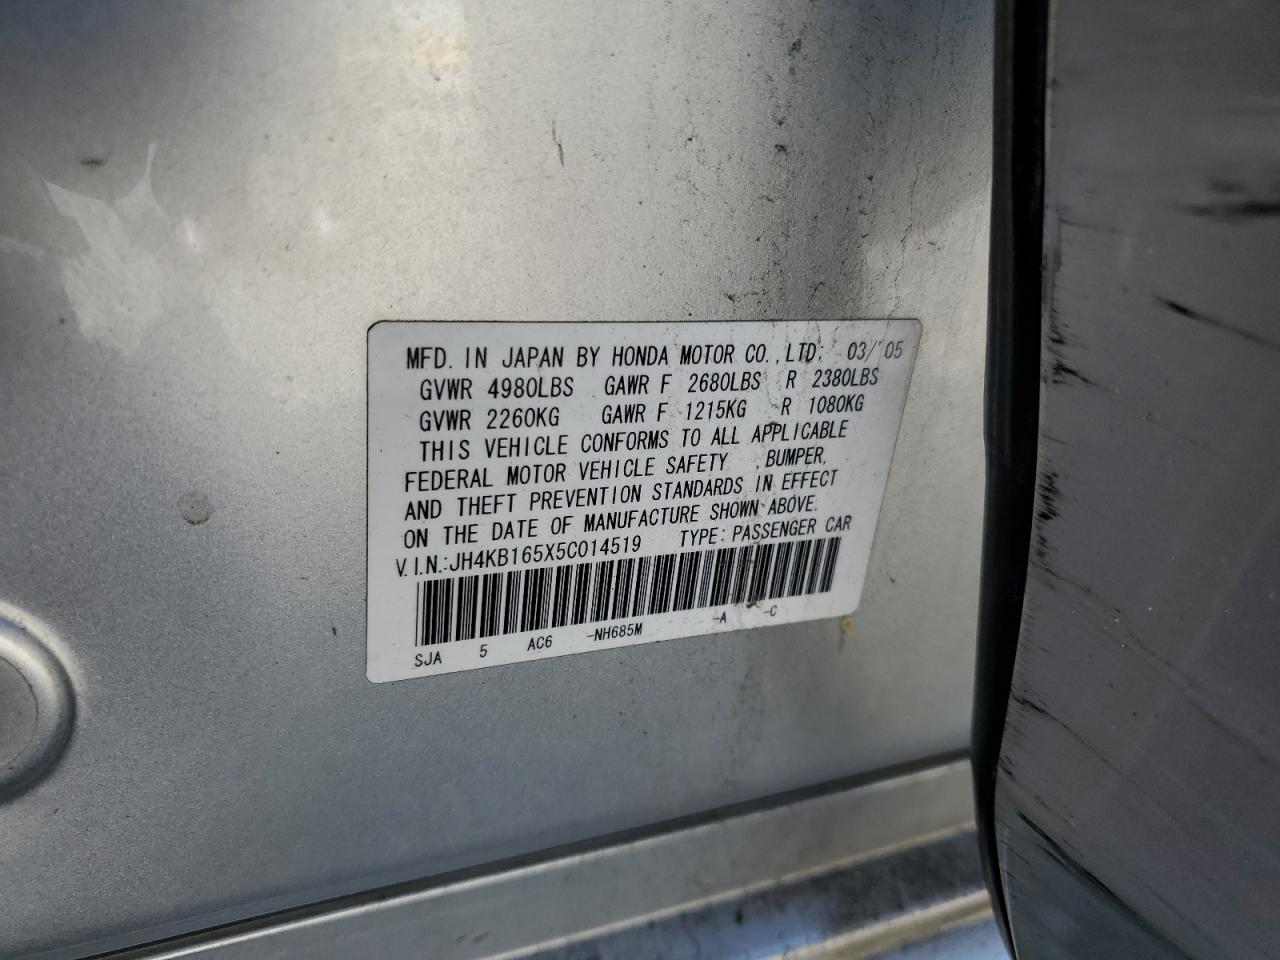 MFD. IN JAPAN BY HONDA MOTOR CO., LTD. 03/'05
GVWR 4980LBS GAWR F 2680LBS R 2380LBS
GVWR 2260KG GAWR F 1215KG R 1080KG
THIS VEHICLE CONFORMS TO ALL APPLICABLE
FEDERAL MOTOR VEHICLE SAFETY , BUMPER,
AND THEFT PREVENTION STANDARDS IN EFFECT
ON THE DATE OF MANUFACTURE SHOWN ABOVE.
V.I.N.:JH4KB165X5C014519 TYPE: PASSENGER CAR
SJA 5 AC6 -NH685M -A -C